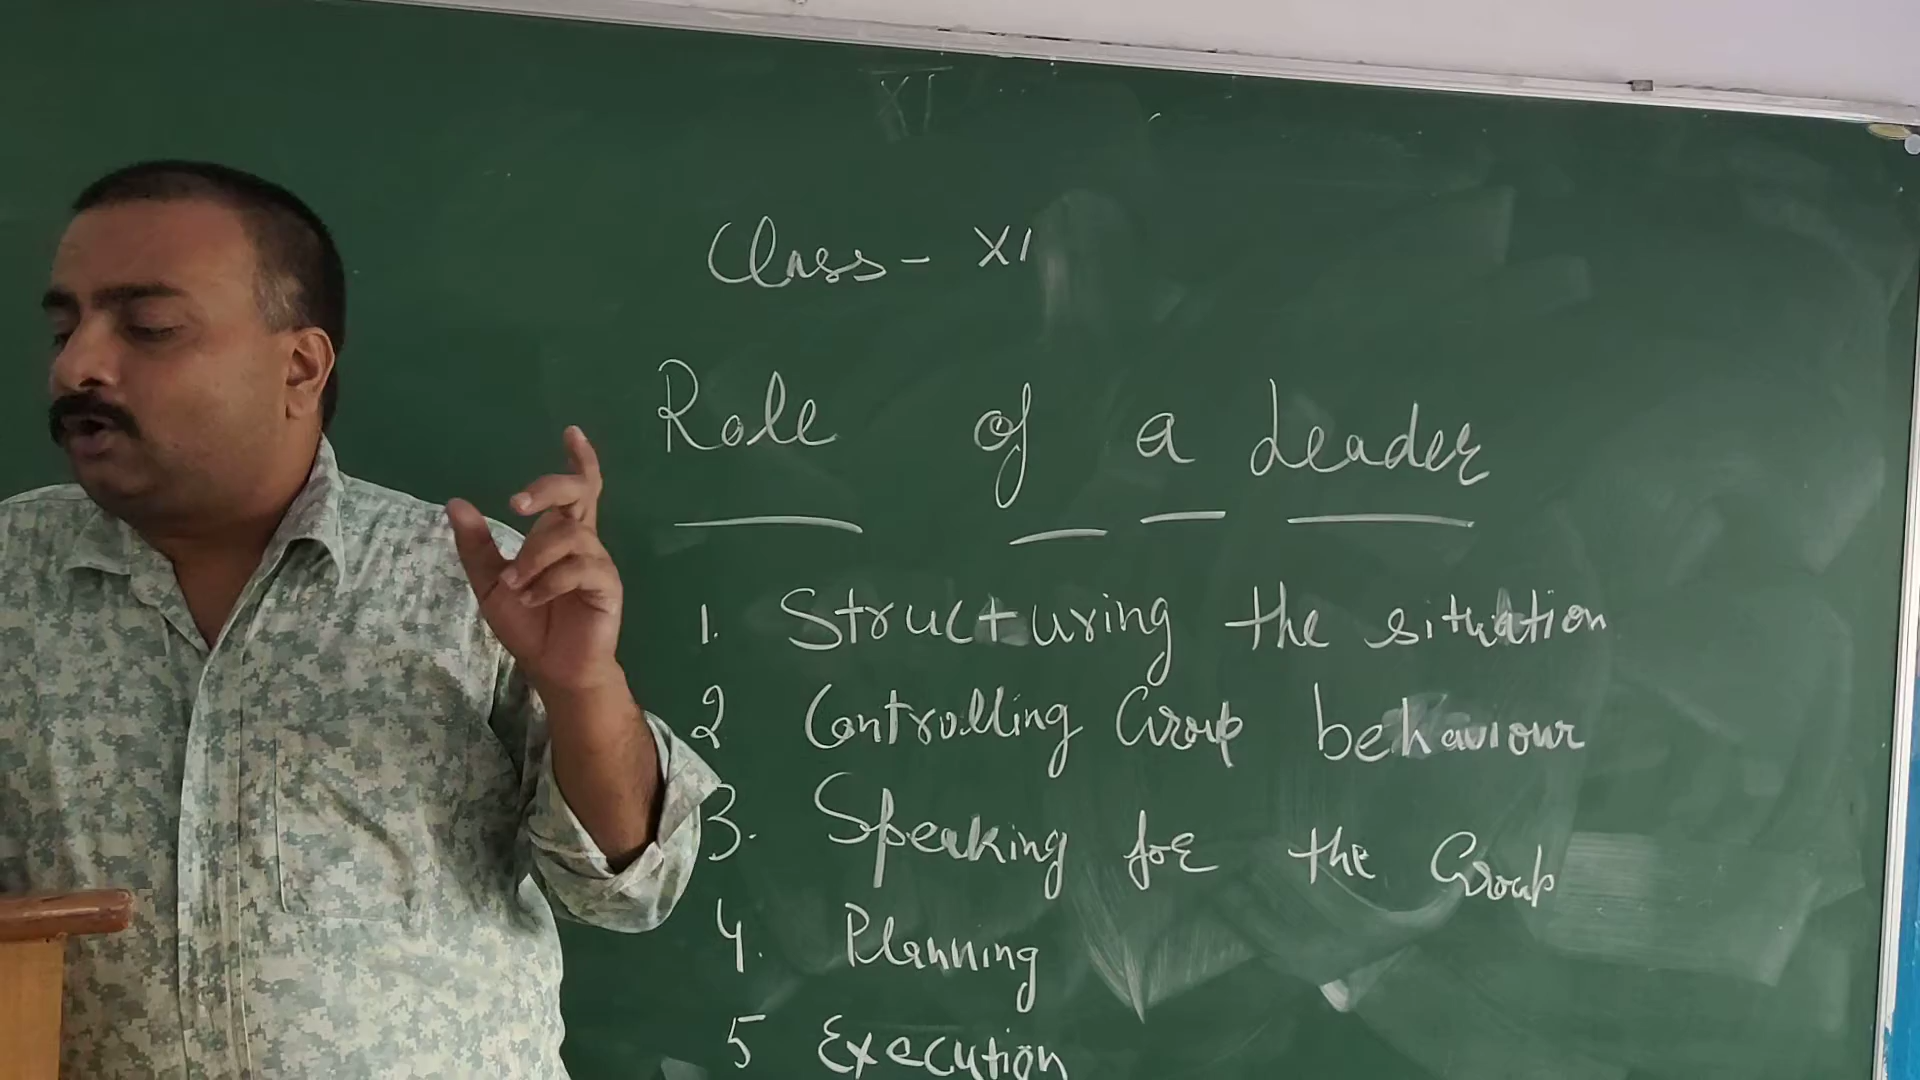 XI
Class - XI
Role of a Leader
1. Structuring the situation
2 Controlling Group behaviour
3. Speaking for the Group
4. Planning
5 Execution